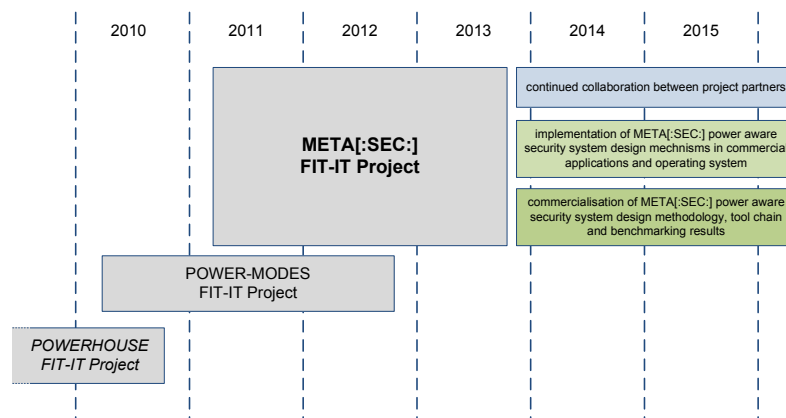 2010 2011 2012 2013 2014 2015
continued collaboration between project partners
META[:SEC:]
FIT-IT Project
implementation of META[:SEC:] power aware
security system design mechnisms in commercial
applications and operating system
commercialisation of META[:SEC:] power aware
security system design methodology, tool chain
and benchmarking results
POWER-MODES
FIT-IT Project
POWERHOUSE
FIT-IT Project